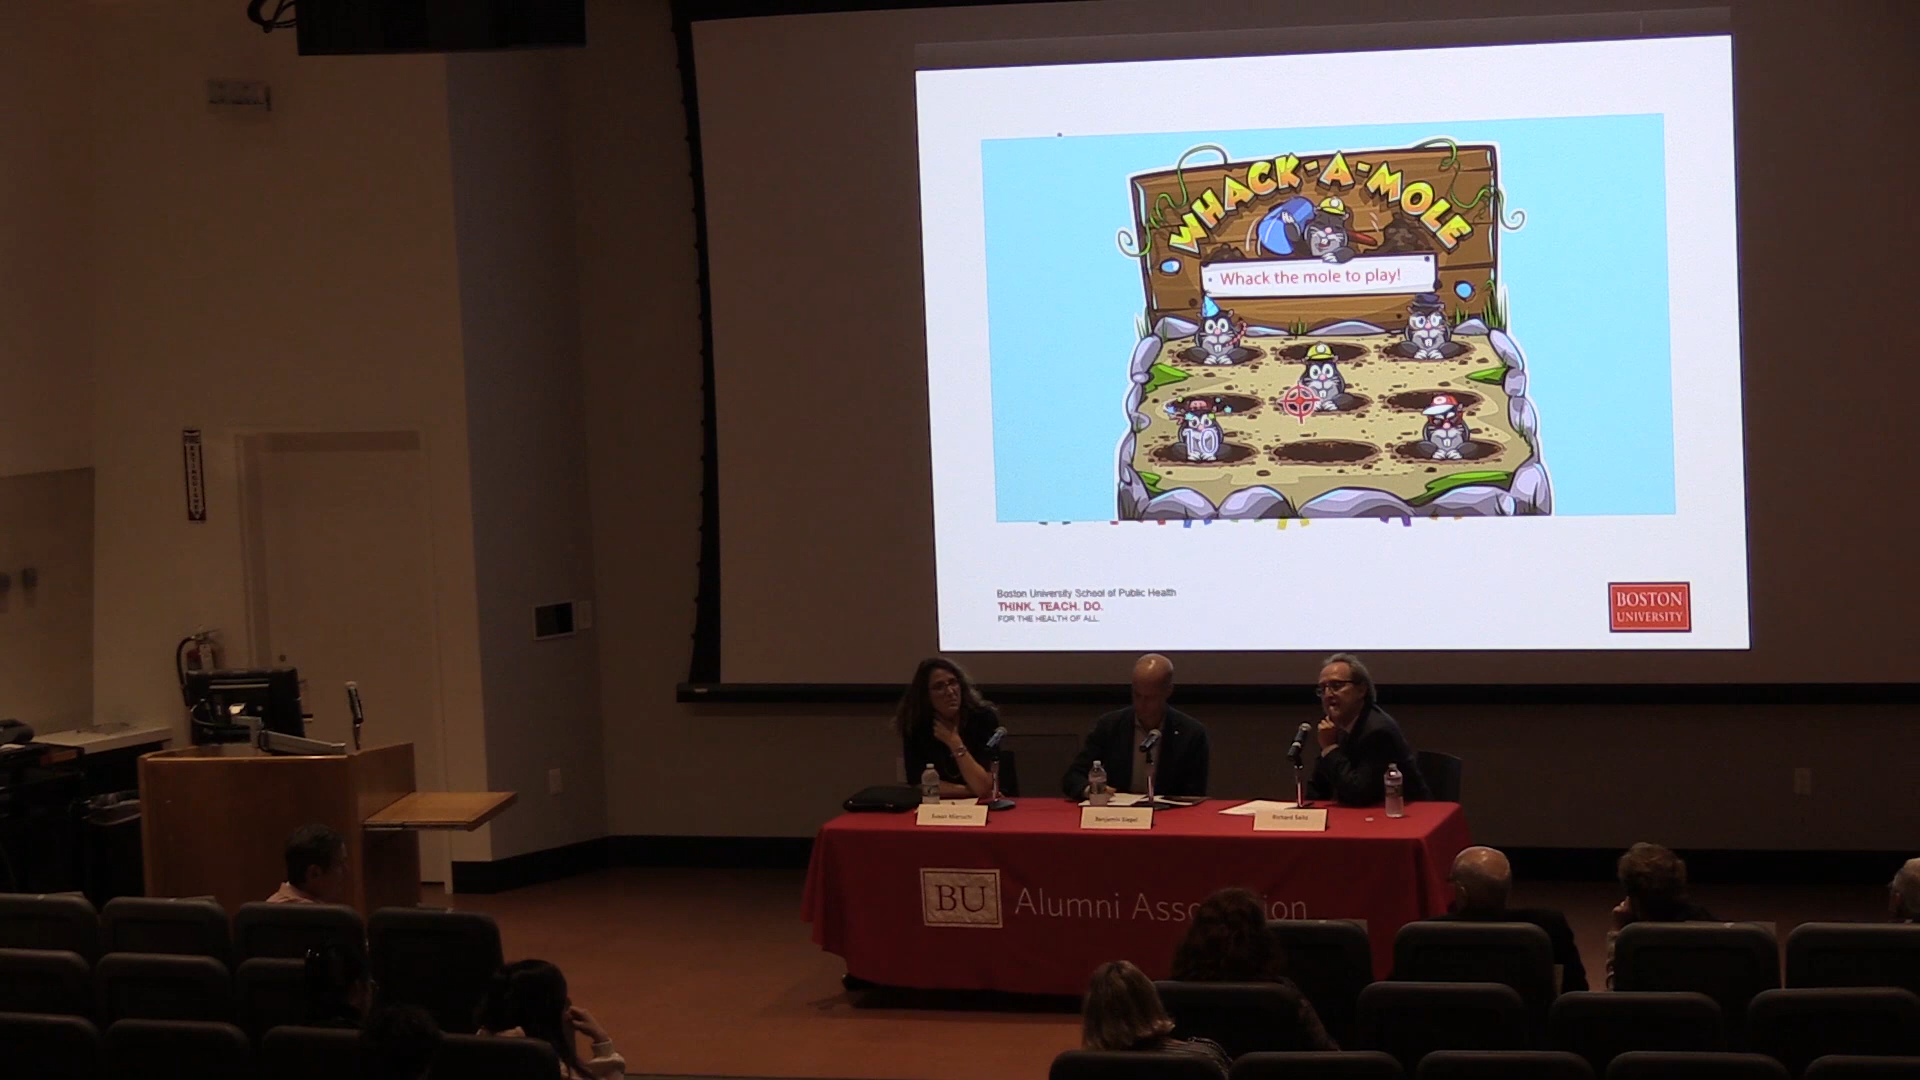 WHACK-A-MOLE
Whack the mole to play!
10
Boston University School of Public Health
THINK. TEACH. DO.
FOR THE HEALTH OF ALL.
BOSTON
UNIVERSITY
FIRE
Benjamin Siegel
Richard Saitz
BU Alumni